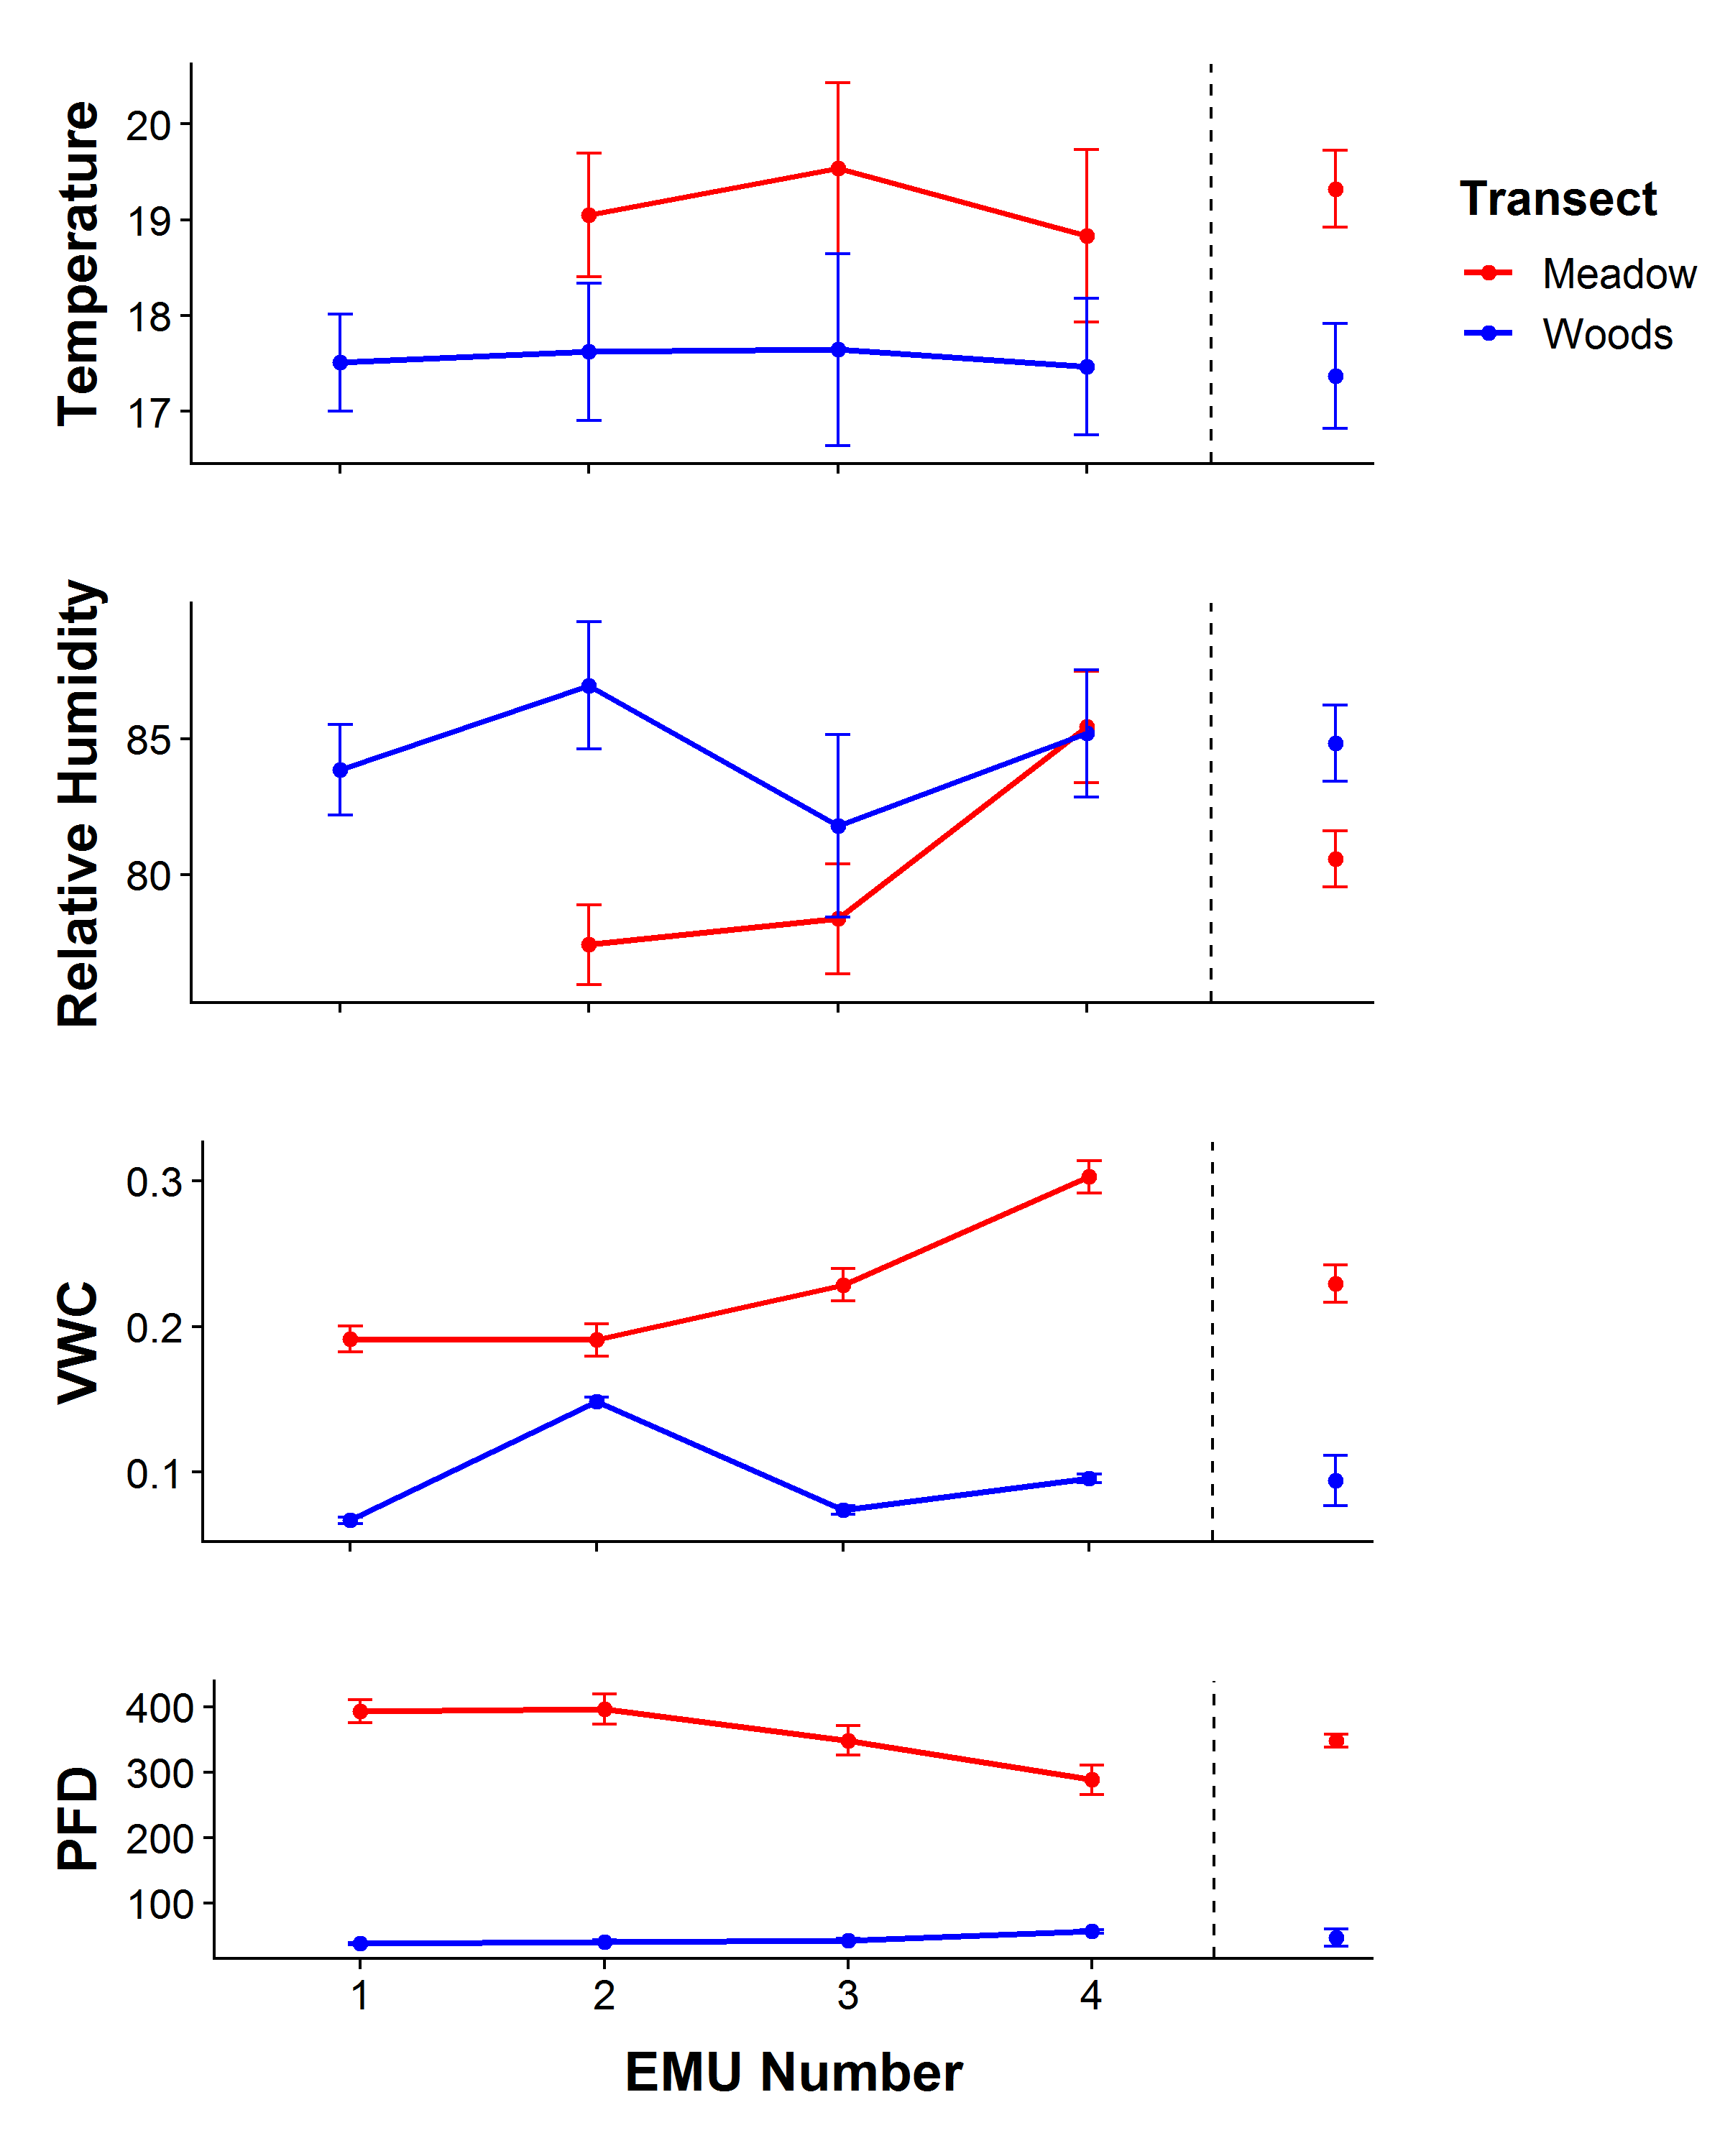 Temperature
20
19
18
17
Transect
Meadow
Woods
Relative Humidity
85
80
VWC
0.3
0.2
0.1
PFD
400
300
200
100
1 2 3 4
EMU Number